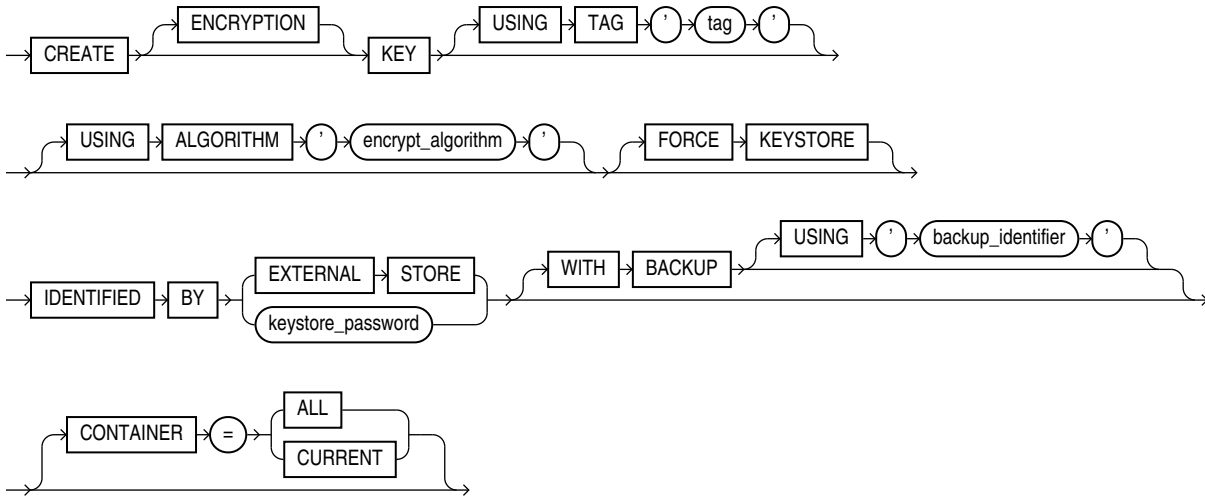 CREATE ENCRYPTION KEY USING TAG ’ tag ’
USING ALGORITHM ’ encrypt_algorithm ’ FORCE KEYSTORE
IDENTIFIED BY EXTERNAL STORE keystore_password WITH BACKUP USING ’ backup_identifier ’
CONTAINER = ALL CURRENT